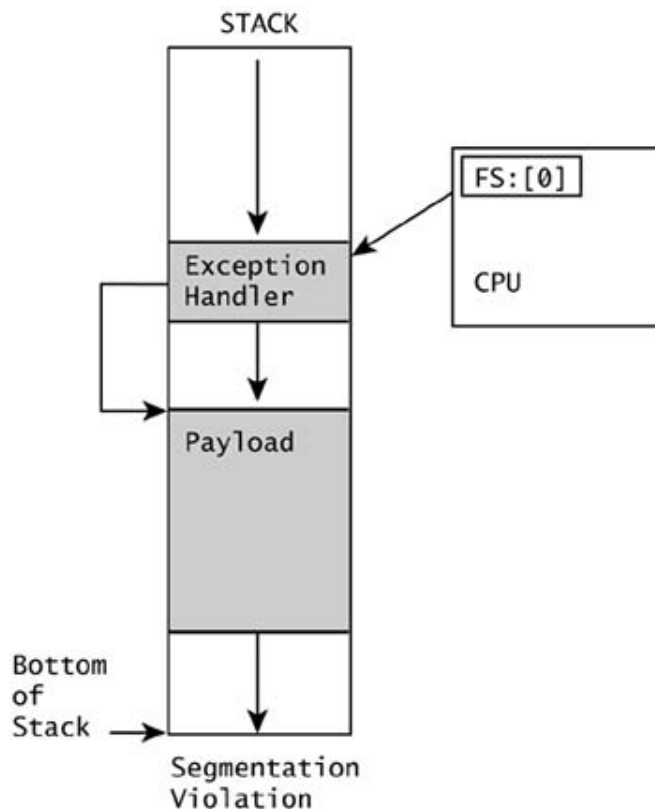 STACK
FS:[0]
CPU
Exception
Handler
Payload
Bottom
of
Stack
Segmentation
Violation